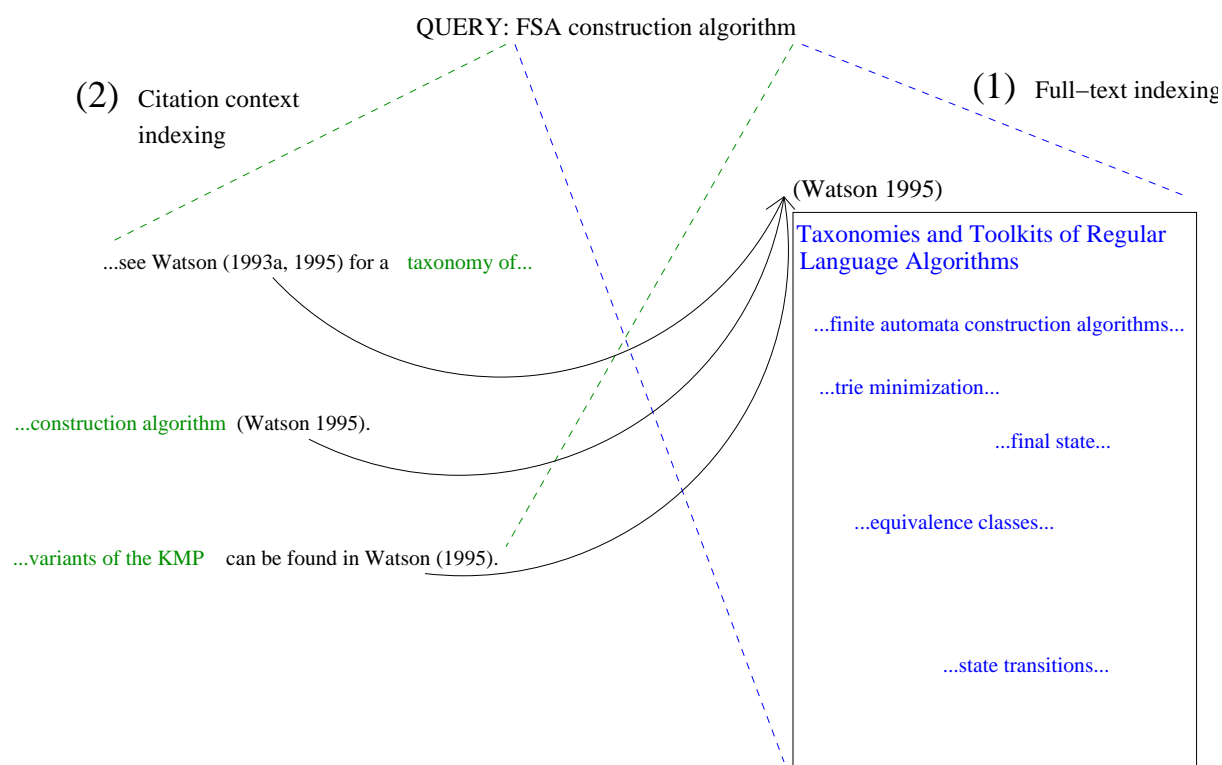 QUERY: FSA construction algorithm
(2) Citation context
indexing
(1) Full−text indexing
(Watson 1995)
Taxonomies and Toolkits of Regular
Language Algorithms
...see Watson (1993a, 1995) for a taxonomy of...
...finite automata construction algorithms...
...trie minimization...
...construction algorithm (Watson 1995).
...final state...
...equivalence classes...
...variants of the KMP can be found in Watson (1995).
...state transitions...